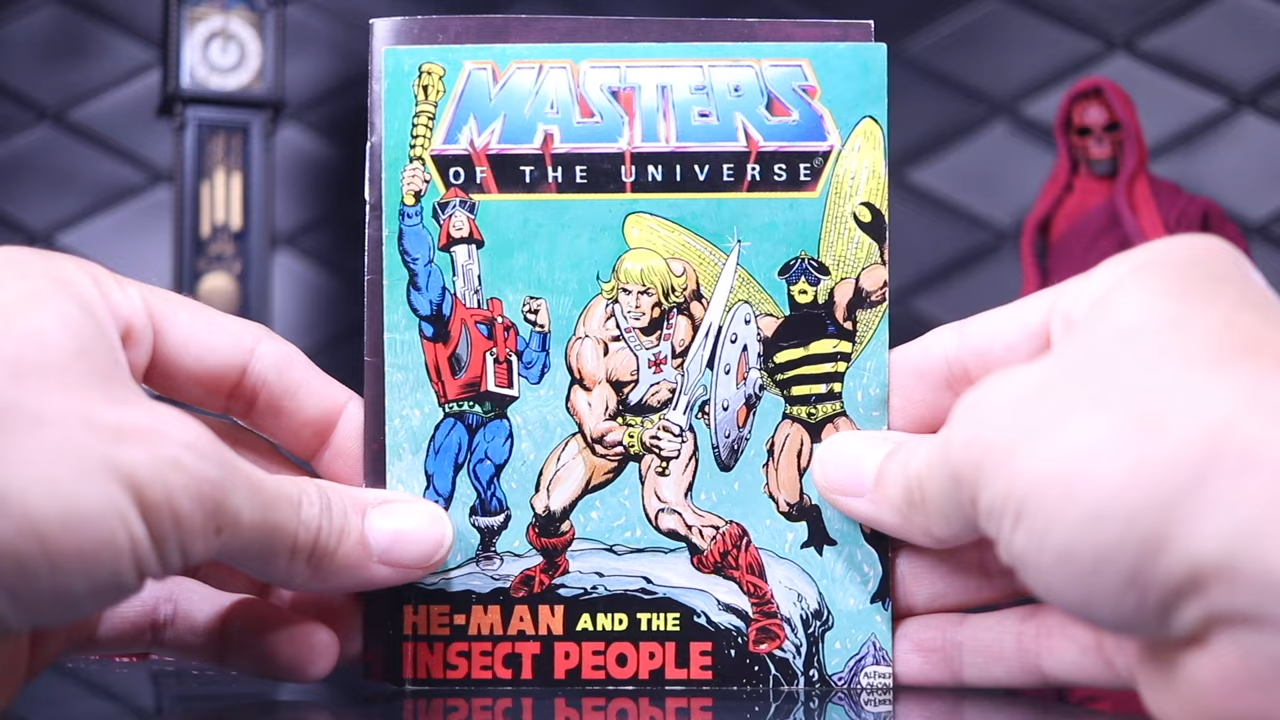 MASTERS
OF THE UNIVERSE®
HE-MAN AND THE
INSECT PEOPLE